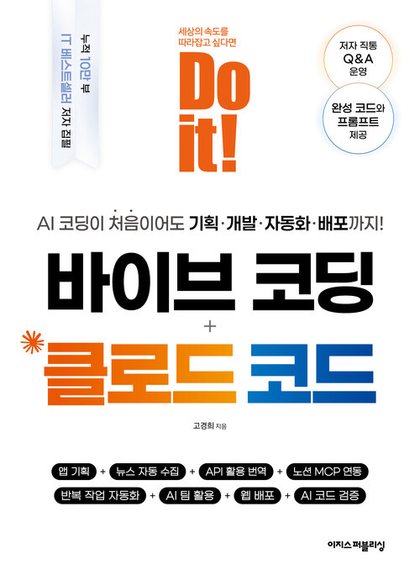 세상의 속도를
따라잡고 싶다면
Do
it!
누적 10만 부
IT 베스트셀러 저자 집필
저자 직통
Q&A
운영
완성 코드와
프롬프트
제공
AI 코딩이 처음이어도 기획·개발·자동화·배포까지!
바이브 코딩
+
클로드 코드
고경희 지음
앱 기획 + 뉴스 자동 수집 + API 활용 번역 + 노션 MCP 연동
반복 작업 자동화 + AI 팀 활용 + 웹 배포 + AI 코드 검증
이지스퍼블리싱